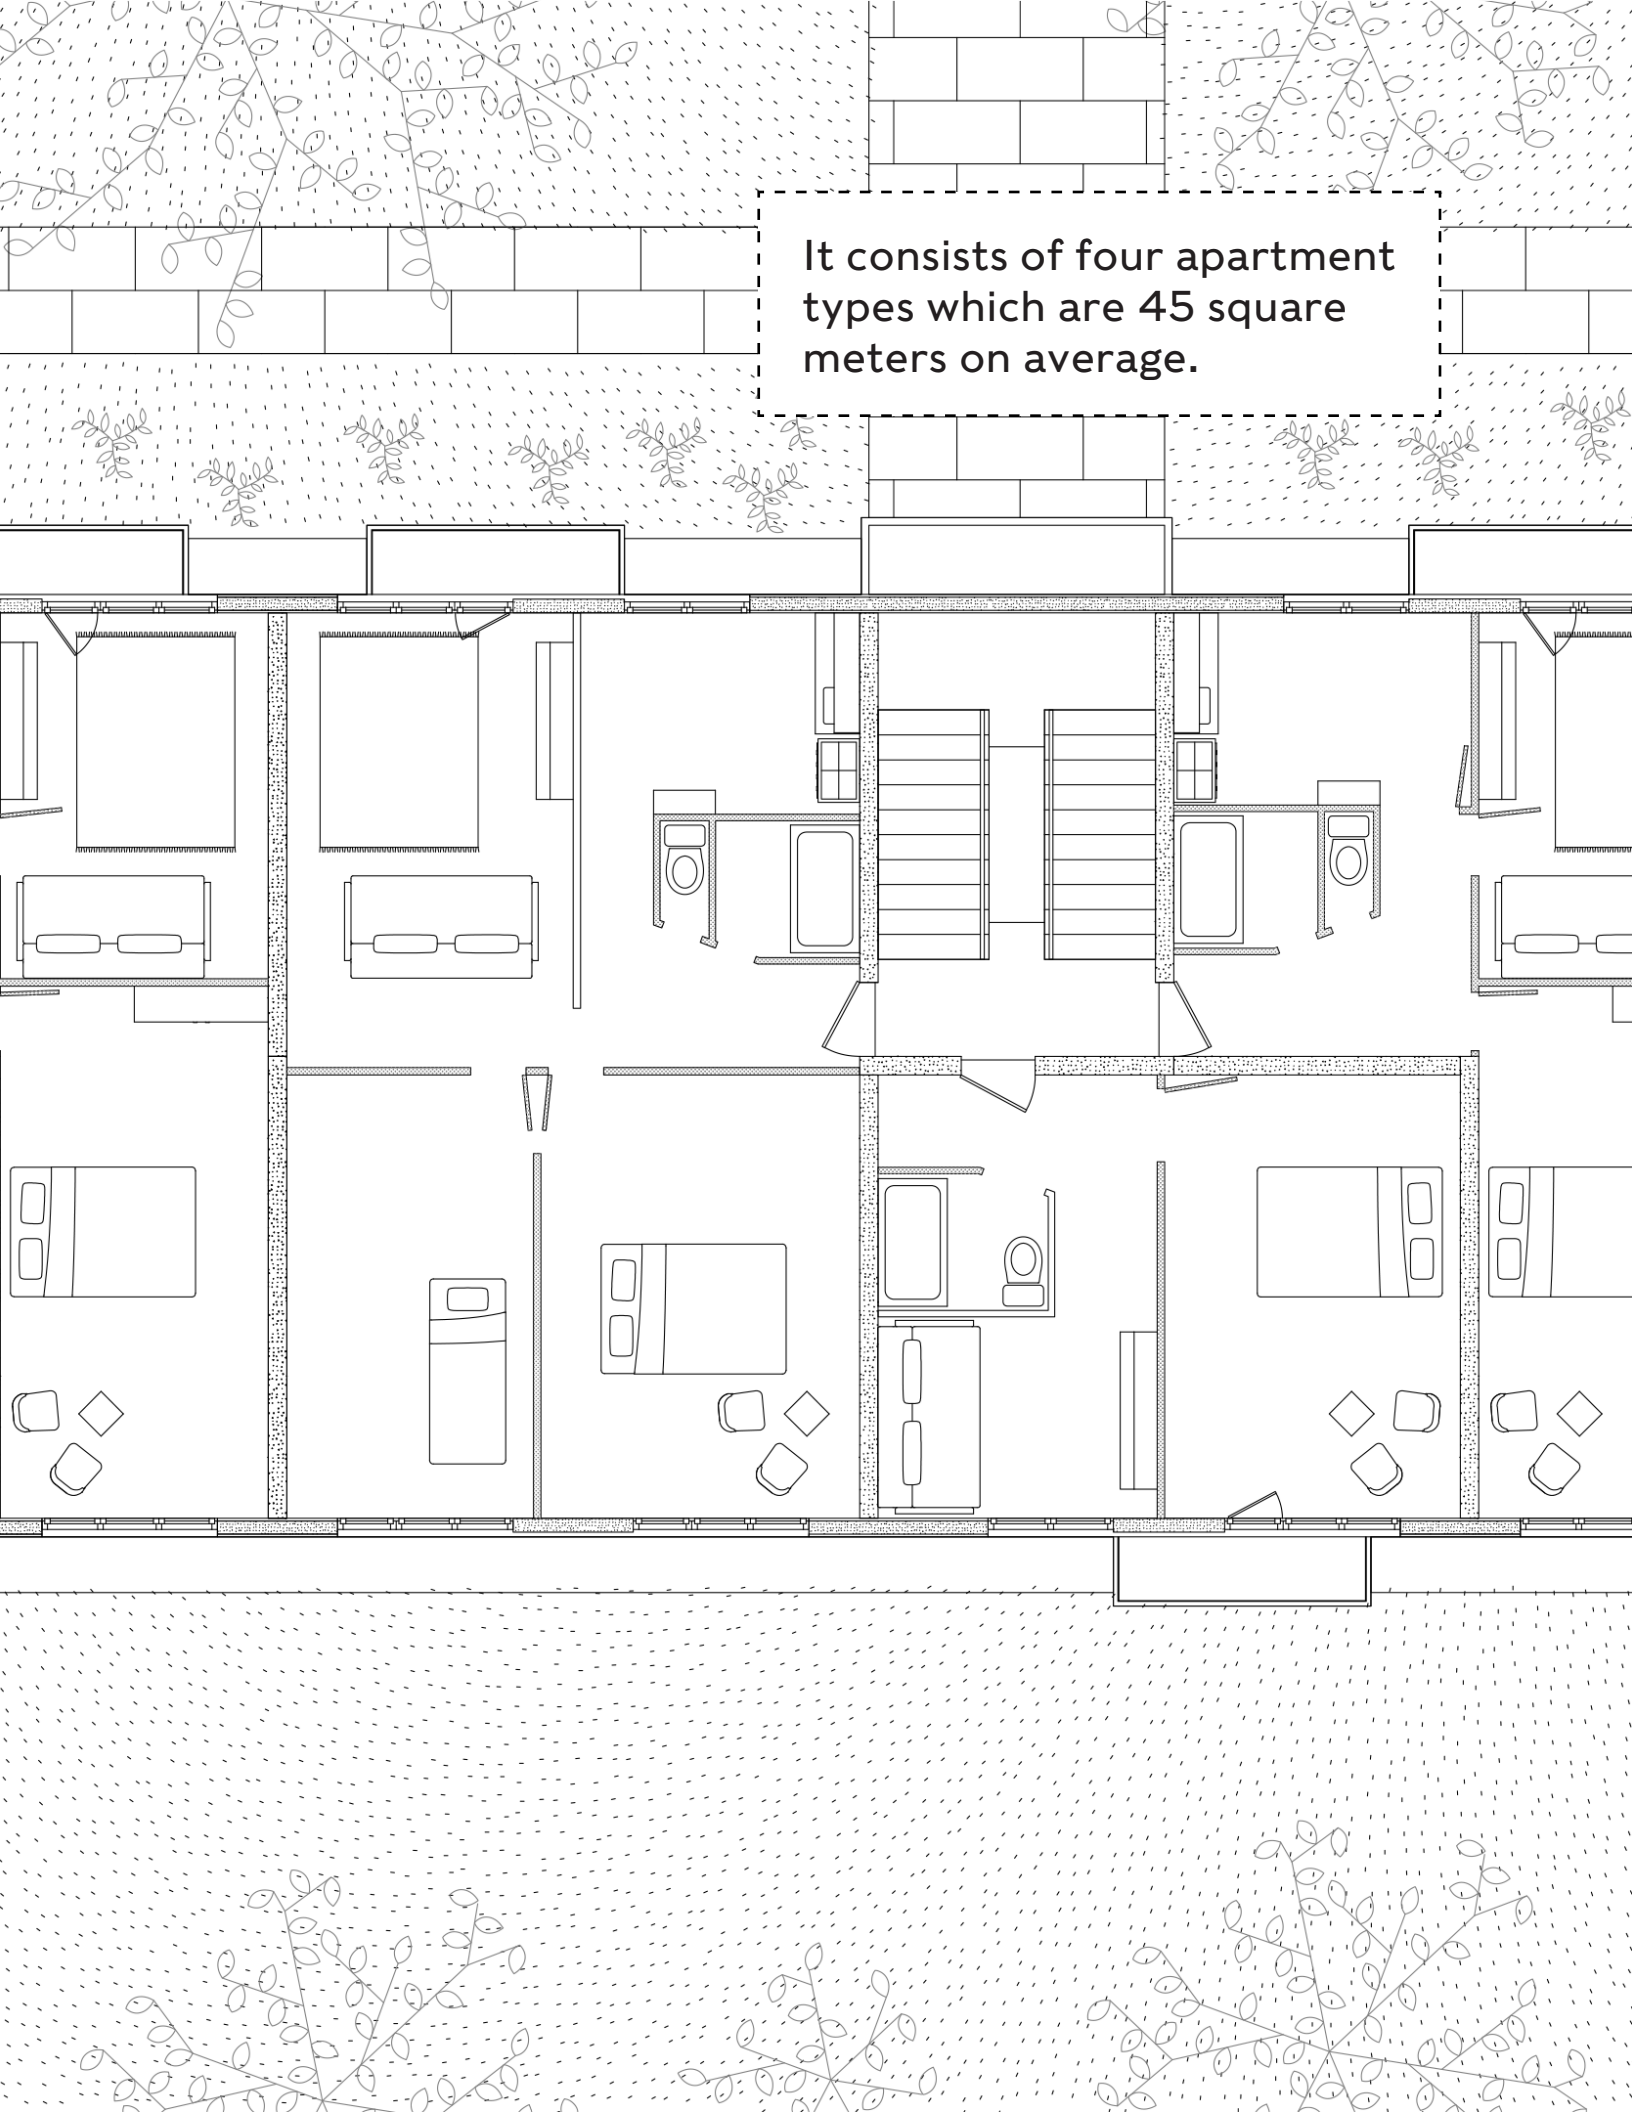 It consists of four apartment
types which are 45 square
meters on average.